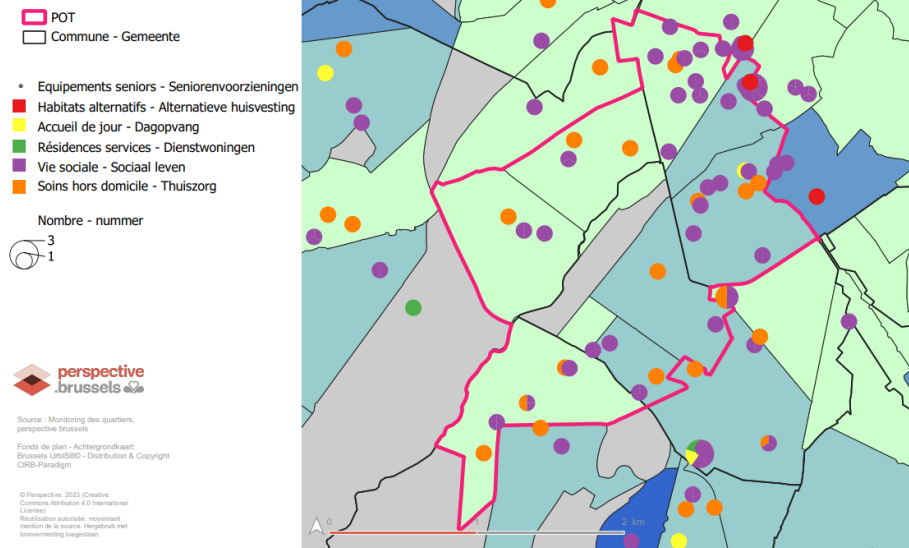 POT
Commune - Gemeente
Equipements seniors - Seniorenvoorzieningen
Habitats alternatifs - Alternatieve huisvesting
Accueil de jour - Dagopvang
Résidences services - Dienstwoningen
Vie sociale - Sociaal leven
Soins hors domicile - Thuiszorg
Nombre - nummer
3
1
perspective
.brussels
Source : Monitoring des quartiers,
perspective brussels
Fonds de plan - Achtergrondkaart:
Brussels UrbIS®© - Distribution & Copyright
CIRB-Paradigm
© Perspective, 2023 (Creative
Commons Attribution 4.0 International
License)
Réutilisation autorisée, moyennant
mention de la source. Hergebruik met
bronvermelding toegestaan.
0 1 2 km